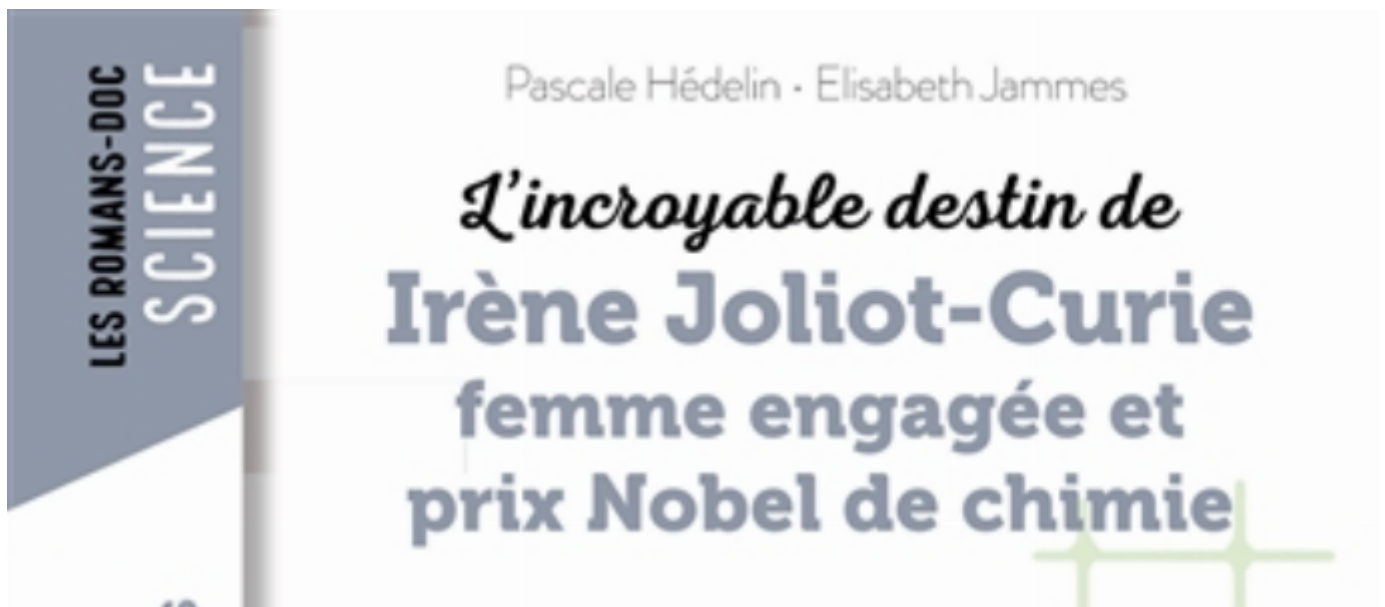 LES ROMANS-DOC
SCIENCE
Pascale Hédelin · Elisabeth Jammes
L'incroyable destin de
Irène Joliot-Curie
femme engagée et
prix Nobel de chimie